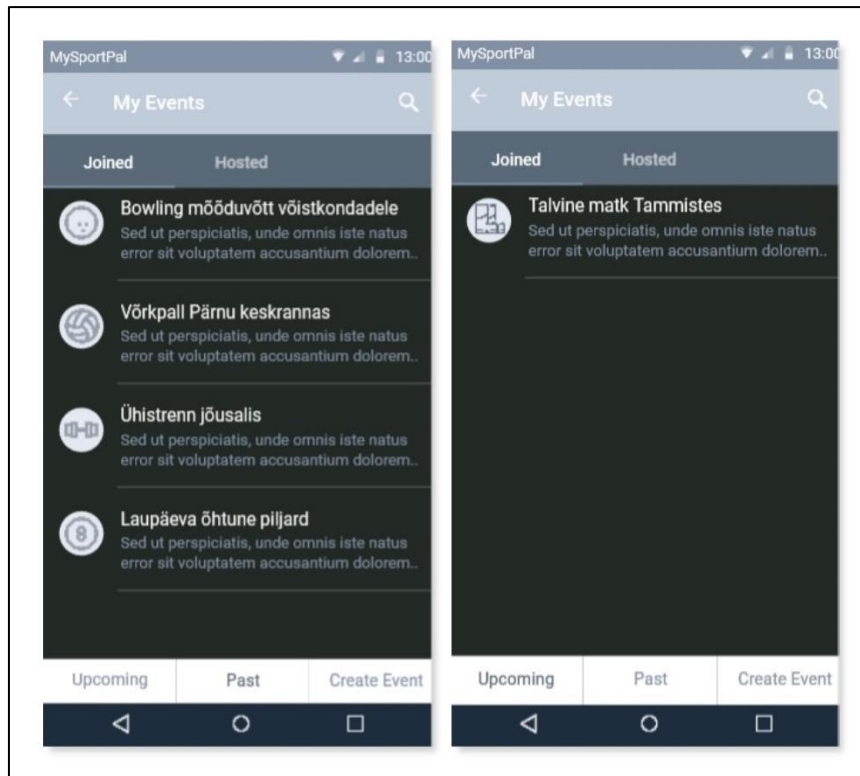 MySportPal 13:00
My Events
Joined Hosted
Bowling mõõduvõtt võistkondadele
Sed ut perspiciatis, unde omnis iste natus
error sit voluptatem accusantium dolorem..
Võrkpall Pärnu keskrannas
Sed ut perspiciatis, unde omnis iste natus
error sit voluptatem accusantium dolorem..
Ühistrenn jõusalis
Sed ut perspiciatis, unde omnis iste natus
error sit voluptatem accusantium dolorem..
8
Laupäeva õhtune piljard
Sed ut perspiciatis, unde omnis iste natus
error sit voluptatem accusantium dolorem..
Upcoming Past Create Event
MySportPal 13:00
My Events
Joined Hosted
Talvine matk Tammistes
Sed ut perspiciatis, unde omnis iste natus
error sit voluptatem accusantium dolorem..
Upcoming Past Create Event